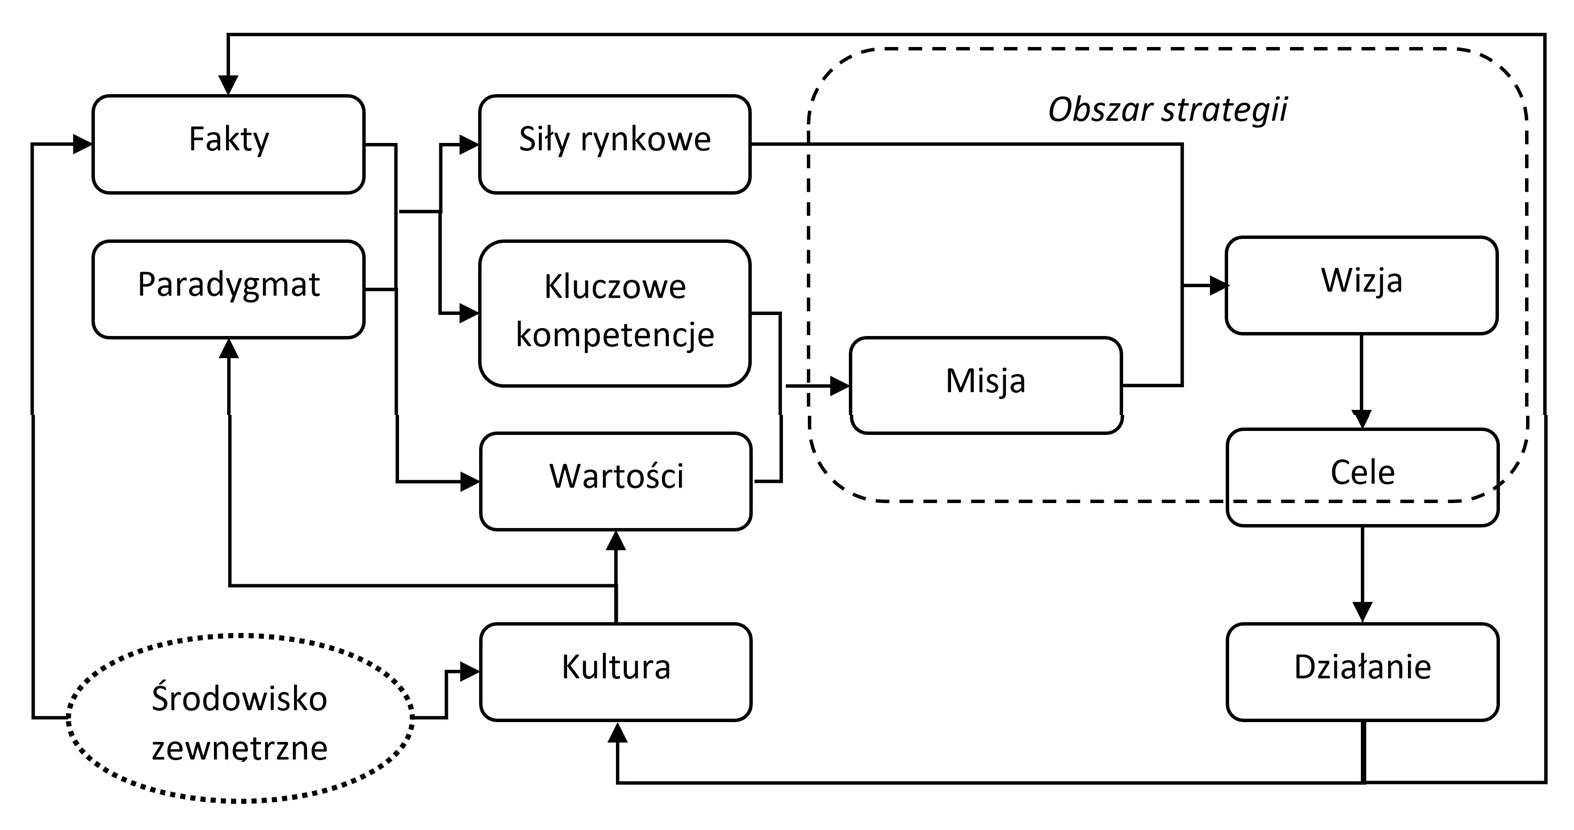 Obszar strategii
Fakty
Siły rynkowe
Paradygmat
Kluczowe
kompetencje
Wizja
Misja
Wartości
Cele
Kultura
Działanie
Środowisko
zewnętrzne